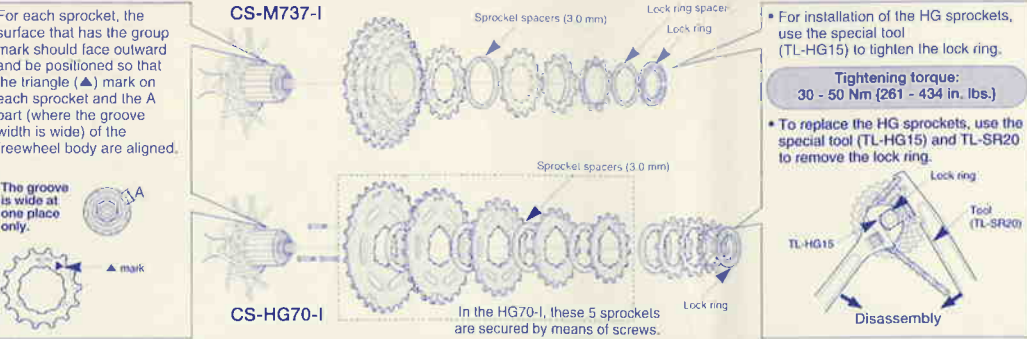 For each sprocket, the
surface that has the group
mark should face outward
and be positioned so that
the triangle (▲) mark on
each sprocket and the A
part (where the groove
width is wide) of the
freewheel body are aligned.
The groove
is wide at
one place
only.
A
▲ mark
CS-M737-I
Sprocket spacers (3.0 mm)
Lock ring spacer
Lock ring
Sprocket spacers (3.0 mm)
CS-HG70-I
In the HG70-I, these 5 sprockets
are secured by means of screws.
Lock ring
• For installation of the HG sprockets,
use the special tool
(TL-HG15) to tighten the lock ring.
Tightening torque:
30 - 50 Nm {261 - 434 in. lbs.}
• To replace the HG sprockets, use the
special tool (TL-HG15) and TL-SR20
to remove the lock ring.
Lock ring
Tool
(TL-SR20)
TL-HG15
Disassembly